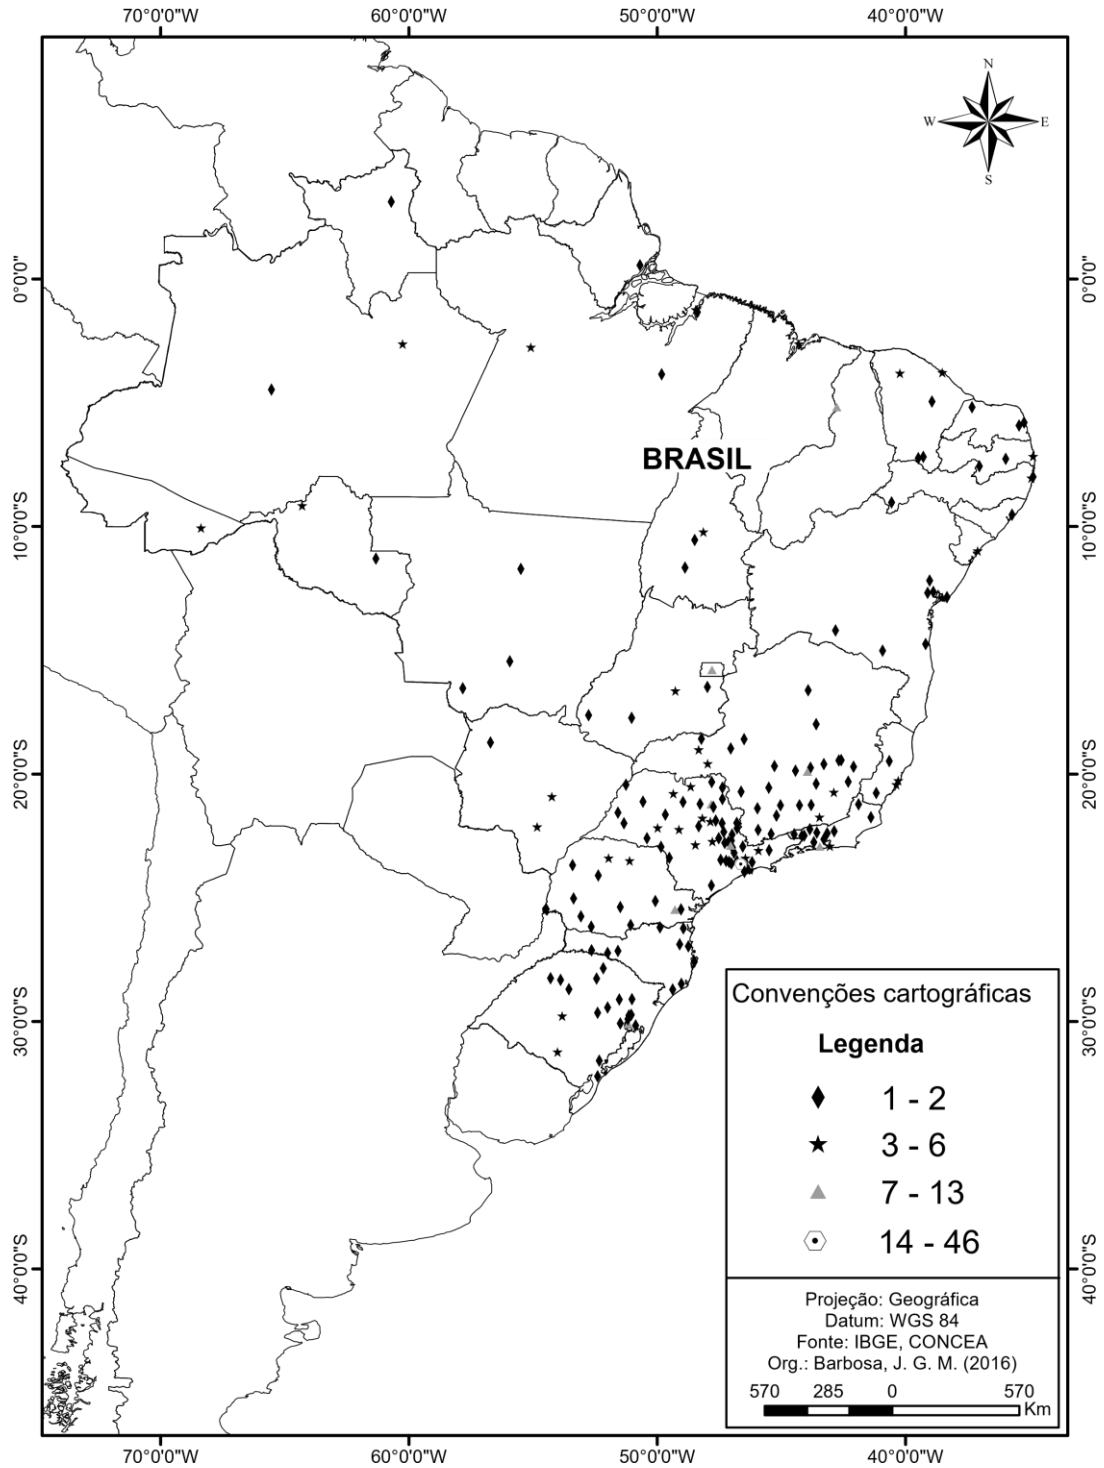 70°0'0"W 60°0'0"W 50°0'0"W 40°0'0"W
N
W E
S
0°0'0" 0°0'0"
BRASIL
10°0'0"S 10°0'0"S
20°0'0"S 20°0'0"S
30°0'0"S 30°0'0"S
40°0'0"S 40°0'0"S
Convenções cartográficas
Legenda
1 - 2
3 - 6
7 - 13
14 - 46
Projeção: Geográfica
Datum: WGS 84
Fonte: IBGE, CONCEA
Org.: Barbosa, J. G. M. (2016)
570 285 0 570
Km
70°0'0"W 60°0'0"W 50°0'0"W 40°0'0"W